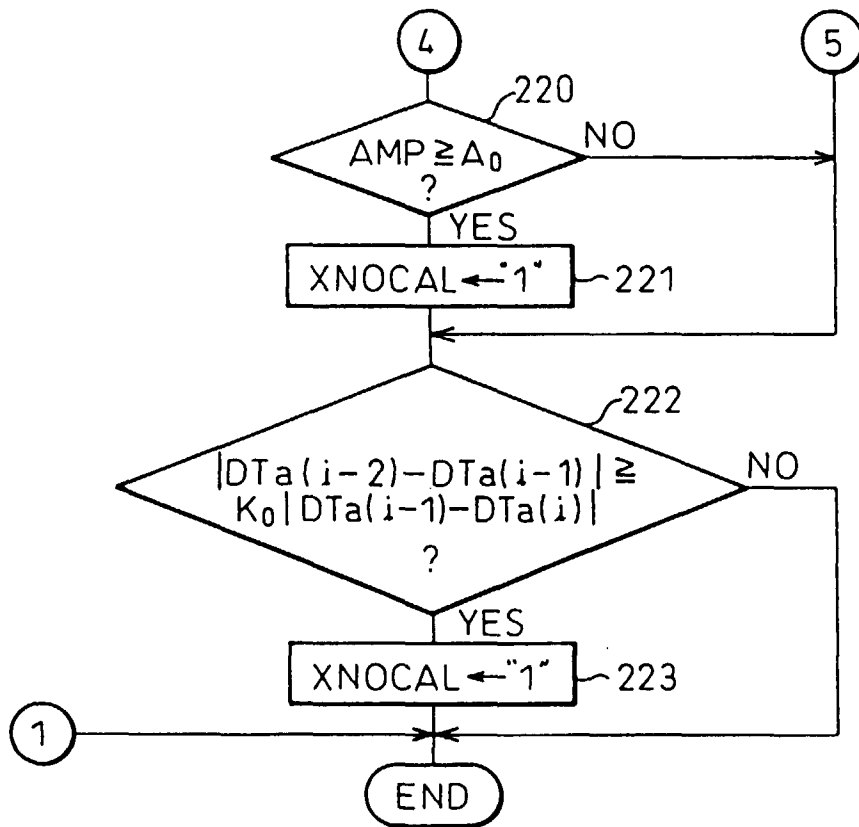 4
5
220
AMP ≧ A₀
?
NO
YES
XNOCAL ← "1"
221
222
|DTa(i-2)-DTa(i-1)| ≧
K₀|DTa(i-1)-DTa(i)|
?
NO
YES
XNOCAL ← "1"
223
1
END